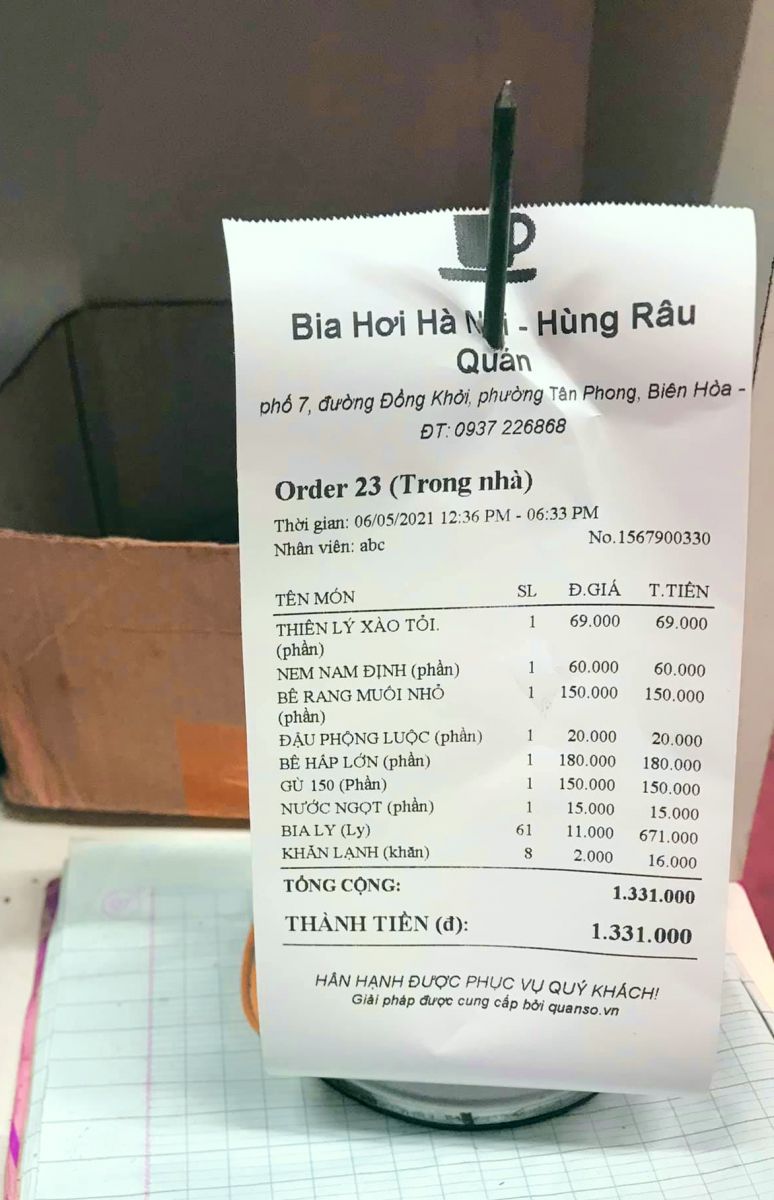 Bia Hơi Hà Nội - Hùng Râu
Quán
phố 7, đường Đồng Khởi, phường Tân Phong, Biên Hòa -
ĐT: 0937 226868
Order 23 (Trong nhà)
Thời gian: 06/05/2021 12:36 PM - 06:33 PM
Nhân viên: abc No.1567900330
TÊN MÓN SL Đ.GIÁ T.TIỀN
THIÊN LÝ XÀO TỎI. 1 69.000 69.000
(phần)
NEM NAM ĐỊNH (phần) 1 60.000 60.000
BÊ RANG MUỐI NHỎ 1 150.000 150.000
(phần)
ĐẬU PHỘNG LUỘC (phần) 1 20.000 20.000
BÊ HẤP LỚN (phần) 1 180.000 180.000
GÙ 150 (Phần) 1 150.000 150.000
NƯỚC NGỌT (phần) 1 15.000 15.000
BIA LY (Ly) 61 11.000 671.000
KHĂN LẠNH (khăn) 8 2.000 16.000
TỔNG CỘNG: 1.331.000
THÀNH TIỀN (đ): 1.331.000
HÂN HẠNH ĐƯỢC PHỤC VỤ QUÝ KHÁCH!
Giải pháp được cung cấp bởi quanso.vn